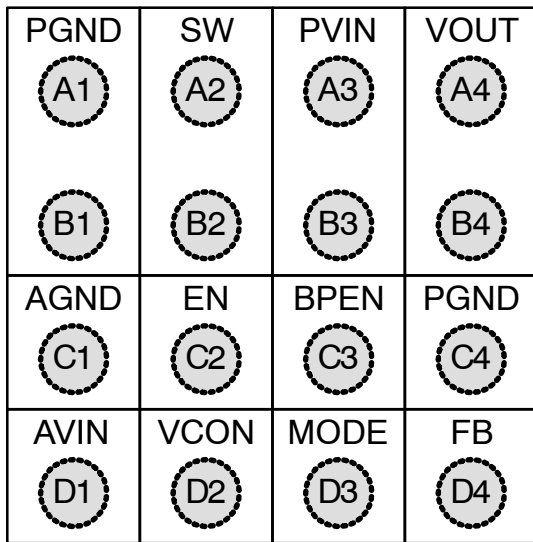 PGND SW PVIN VOUT
A1 A2 A3 A4
B1 B2 B3 B4
AGND EN BPEN PGND
C1 C2 C3 C4
AVIN VCON MODE FB
D1 D2 D3 D4